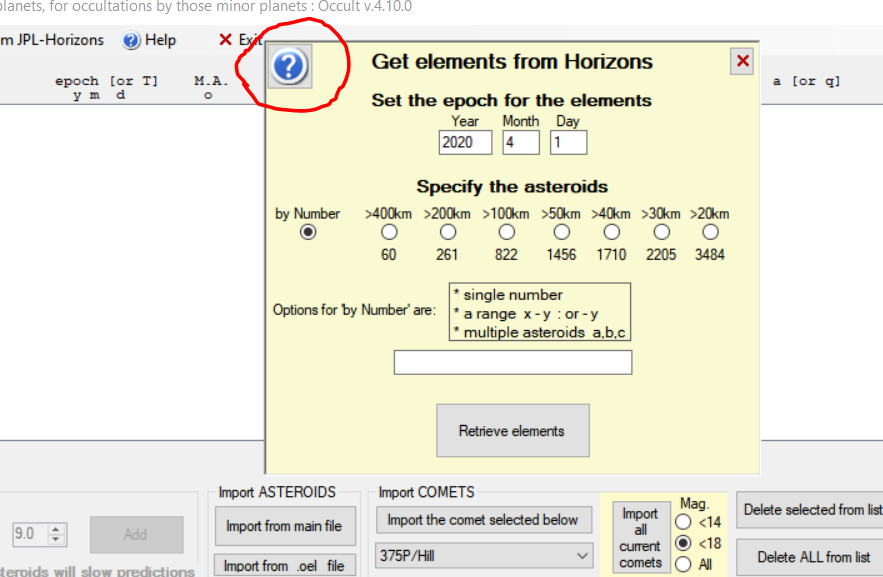 planets, for occultations by those minor planets : Occult v.4.10.0
m JPL-Horizons ? Help Exit
? Get elements from Horizons
epoch [or T] M.A. a [or q]
y m d o
Set the epoch for the elements
Year Month Day
2020 4 1
Specify the asteroids
by Number >400km >200km >100km >50km >40km >30km >20km
60 261 822 1456 1710 2205 3484
Options for 'by Number' are:
* single number
* a range x - y : or - y
* multiple asteroids a,b,c
Retrieve elements
Import ASTEROIDS
Import COMETS
9.0
Add
Import from main file
Import the comet selected below
Import all current comets
Mag.
<14
<18
All
Delete selected from list
Import from .oel file
375P/Hill
Delete ALL from list
steroids will slow predictions